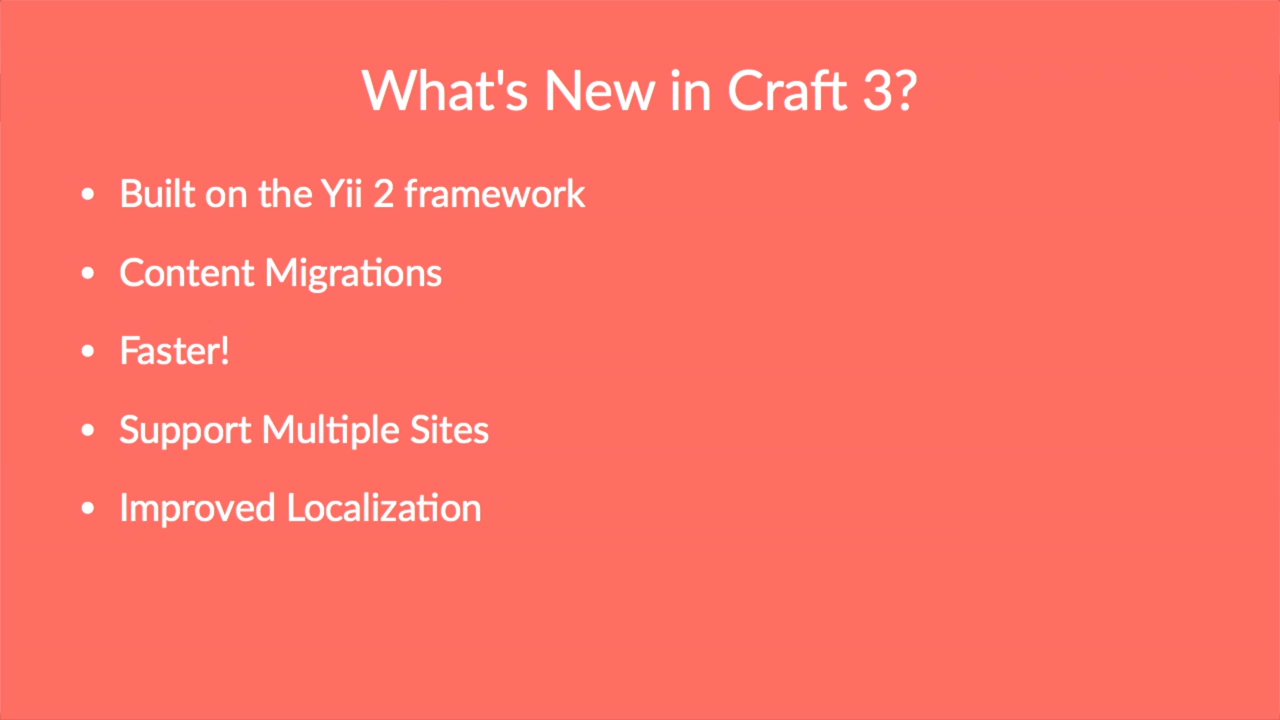 What's New in Craft 3?
• Built on the Yii 2 framework
• Content Migrations
• Faster!
• Support Multiple Sites
• Improved Localization